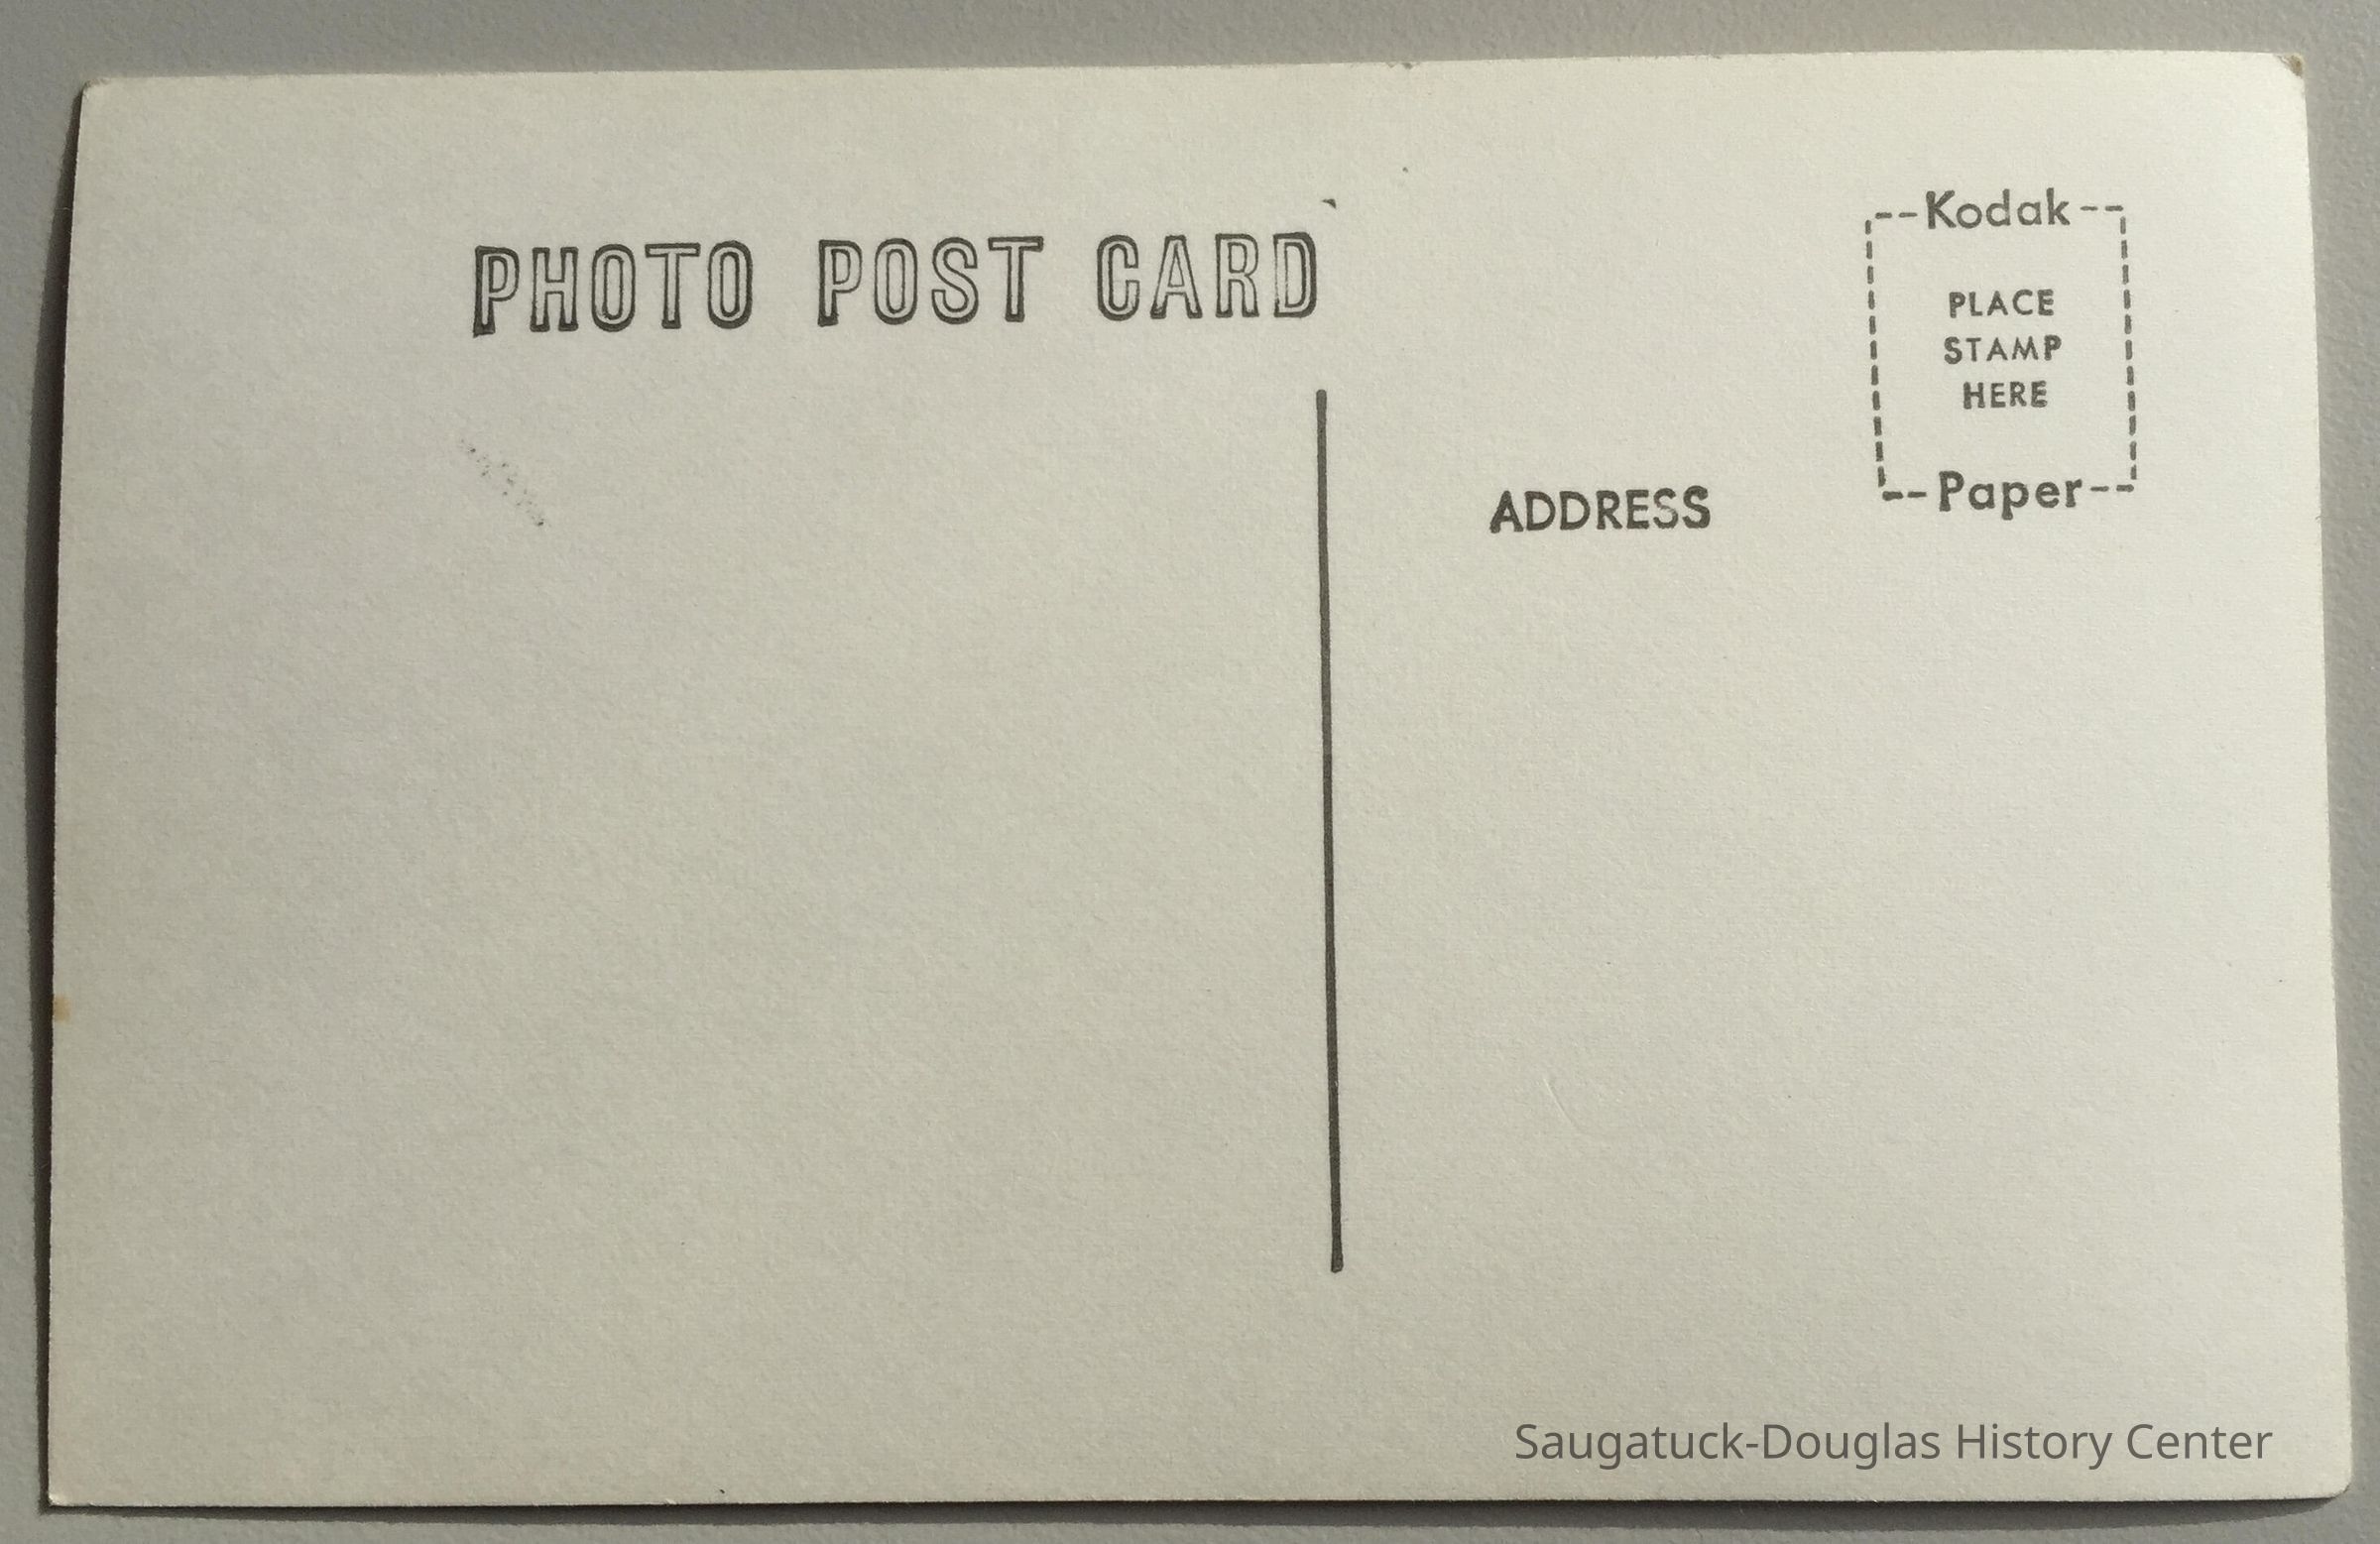 PHOTO POST CARD
Kodak
PLACE
STAMP
HERE
Paper
ADDRESS
Saugatuck-Douglas History Center